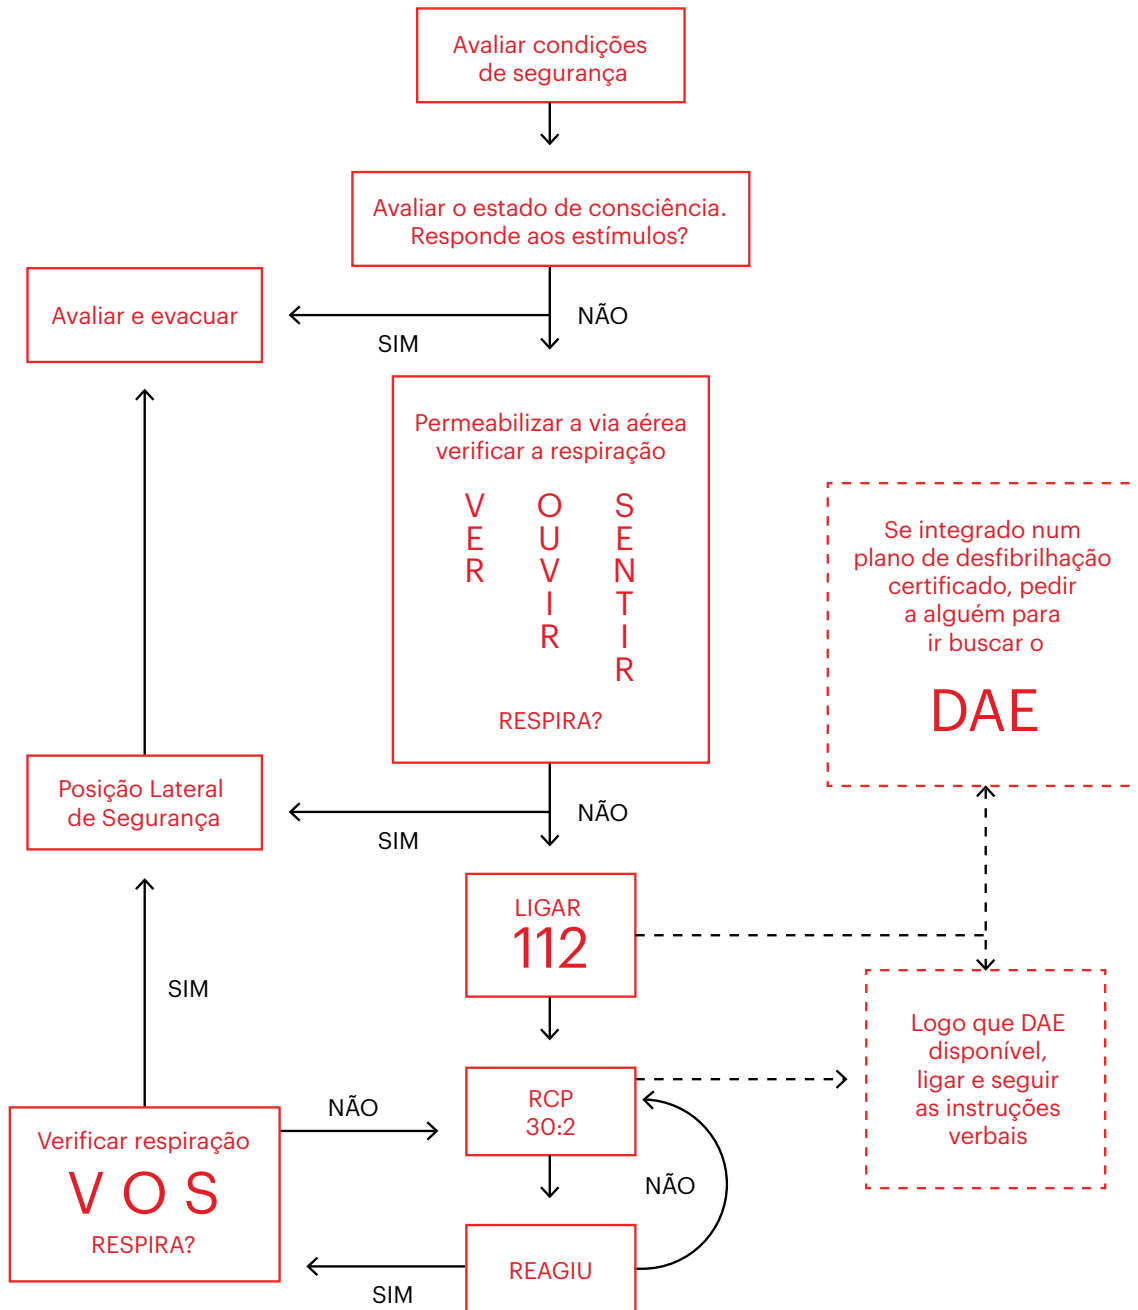 Avaliar condições
de segurança
Avaliar o estado de consciência.
Responde aos estímulos?
Avaliar e evacuar
SIM
NÃO
Permeabilizar a via aérea
verificar a respiração
VER
OUVIR
SENTIR
RESPIRA?
Se integrado num
plano de desfibrilhação
certificado, pedir
a alguém para
ir buscar o
DAE
Posição Lateral
de Segurança
SIM
NÃO
LIGAR
112
SIM
Logo que DAE
disponível,
ligar e seguir
as instruções
verbais
RCP
30:2
NÃO
Verificar respiração
V O S
RESPIRA?
NÃO
REAGIU
SIM